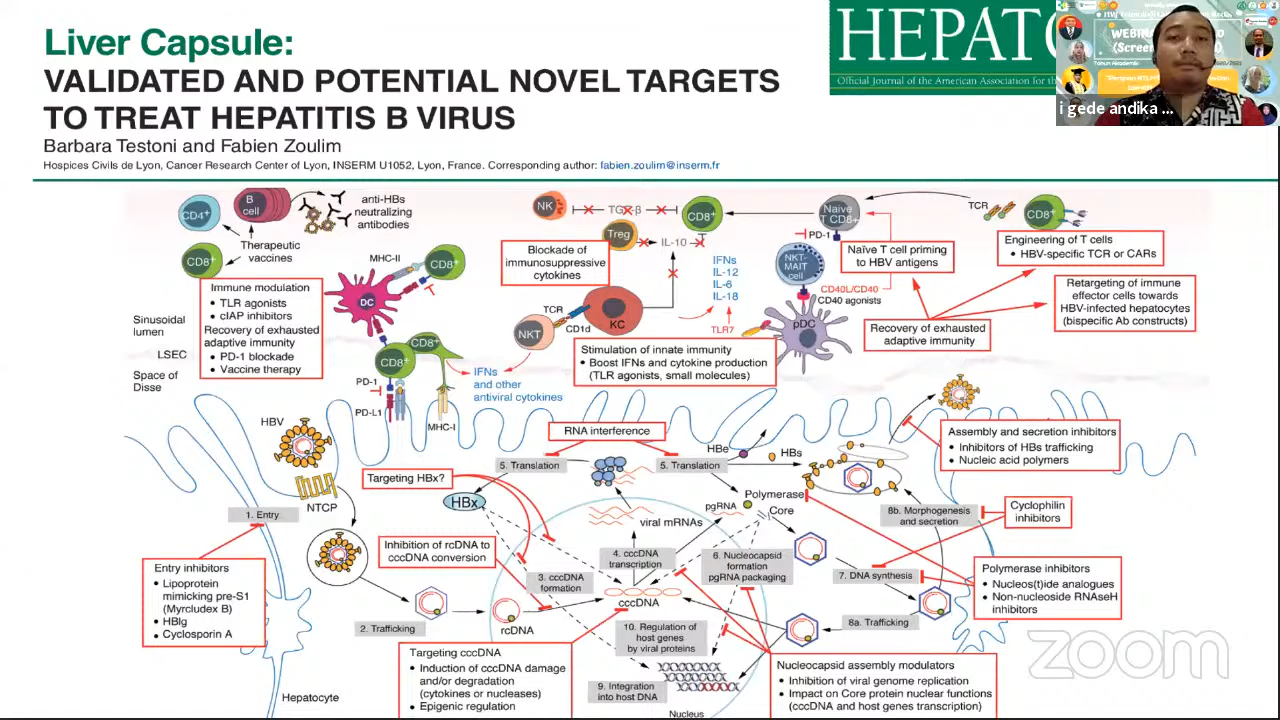 Liver Capsule:
VALIDATED AND POTENTIAL NOVEL TARGETS
TO TREAT HEPATITIS B VIRUS
Barbara Testoni and Fabien Zoulim
Hospices Civils de Lyon, Cancer Research Center of Lyon, INSERM U1052, Lyon, France. Corresponding author: fabien.zoulim@inserm.fr
HEPATO
Official Journal of the American Association for the
WEBINA
(Scree
i gede andika ...
CD4+
B
cell
anti-HBs
neutralizing
antibodies
Therapeutic
vaccines
CD8+
Immune modulation
• TLR agonists
• cIAP inhibitors
Recovery of exhausted
adaptive immunity
• PD-1 blockade
• Vaccine therapy
Sinusoidal
lumen
LSEC
Space of
Disse
MHC-II
CD8+
DC
CD8+
CD8+
PD-1
PD-L1
MHC-I
IFNs
and other
antiviral cytokines
NK
TGF-β
CD8+
Treg
IL-10
Blockade of
immunosuppressive
cytokines
IFNs
IL-12
IL-6
IL-18
TCR
CD1d
KC
NKT
TLR7
Stimulation of innate immunity
• Boost IFNs and cytokine production
(TLR agonists, small molecules)
Naïve
T CD8+
PD-1
NKT-
MAIT
cell
CD40L/CD40
CD40 agonists
pDC
Naïve T cell priming
to HBV antigens
TCR
CD8+
Engineering of T cells
• HBV-specific TCR or CARs
Retargeting of immune
effector cells towards
HBV-infected hepatocytes
(bispecific Ab constructs)
Recovery of exhausted
adaptive immunity
HBV
NTCP
1. Entry
Entry inhibitors
• Lipoprotein
mimicking pre-S1
(Myrcludex B)
• HBIg
• Cyclosporin A
RNA interference
5. Translation
5. Translation
Targeting HBx?
HBx
HBe
HBs
Polymerase
Core
pgRNA
viral mRNAs
Inhibition of rcDNA to
cccDNA conversion
4. cccDNA
transcription
3. cccDNA
formation
cccDNA
6. Nucleocapsid
formation
pgRNA packaging
7. DNA synthesis
8b. Morphogenesis
and secretion
Assembly and secretion inhibitors
• Inhibitors of HBs trafficking
• Nucleic acid polymers
Cyclophilin
inhibitors
Polymerase inhibitors
• Nucleos(t)ide analogues
• Non-nucleoside RNAseH
inhibitors
2. Trafficking
rcDNA
8a. Trafficking
10. Regulation of
host genes
by viral proteins
Targeting cccDNA
• Induction of cccDNA damage
and/or degradation
(cytokines or nucleases)
• Epigenic regulation
9. Integration
into host DNA
Nucleus
Nucleocapsid assembly modulators
• Inhibition of viral genome replication
• Impact on Core protein nuclear functions
(cccDNA and host genes transcription)
Hepatocyte
zoom